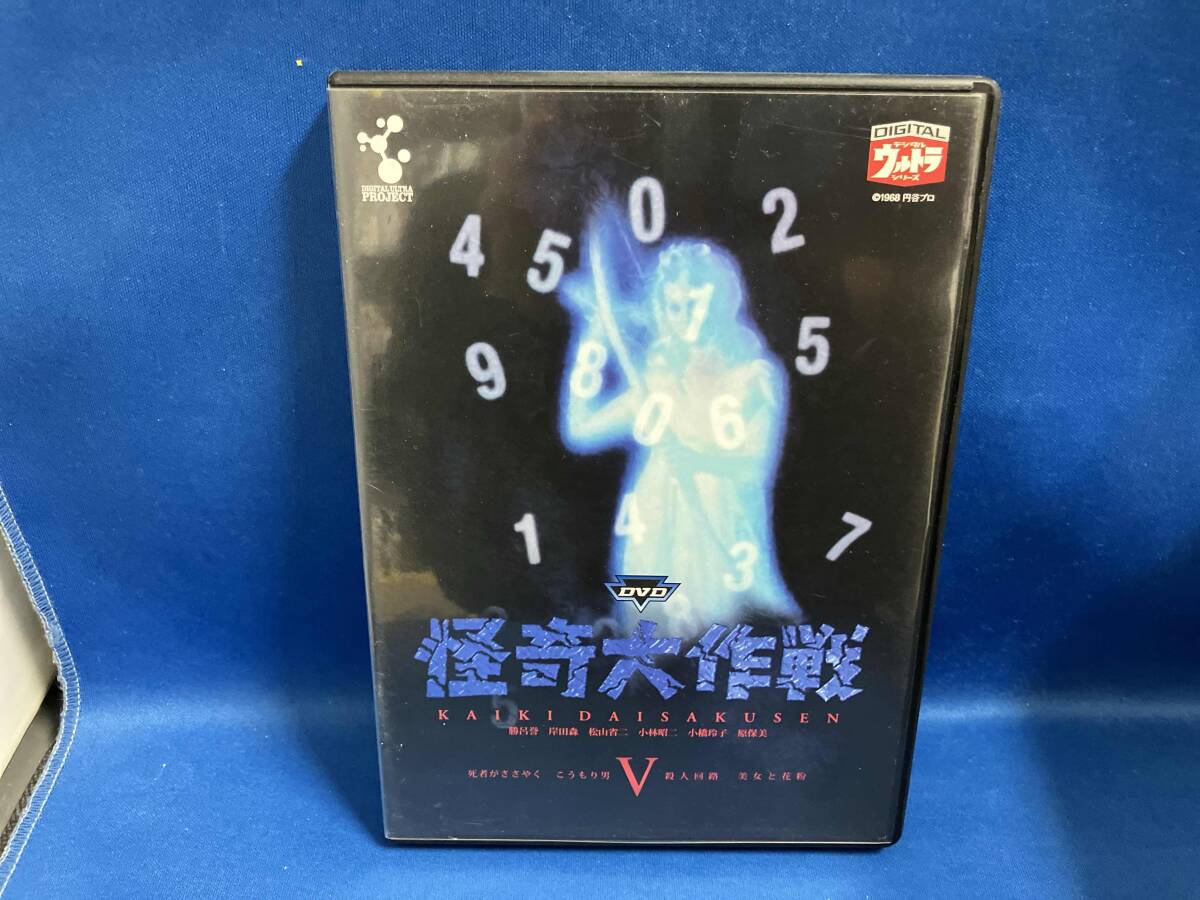 DIGITAL ULTRA
PROJECT
DIGITAL
デジタル
ウルトラ
シリーズ
©1968 円谷プロ
0
2
4
5
7
5
9
8
0
6
4
1
7
3
DVD
怪奇大作戦
5
KAIKI DAISAKUSEN
勝呂誉 岸田森 松山省二 小林昭二 小橋玲子 原保美
死者がささやく こうもり男 V 殺人回路 美女と花粉